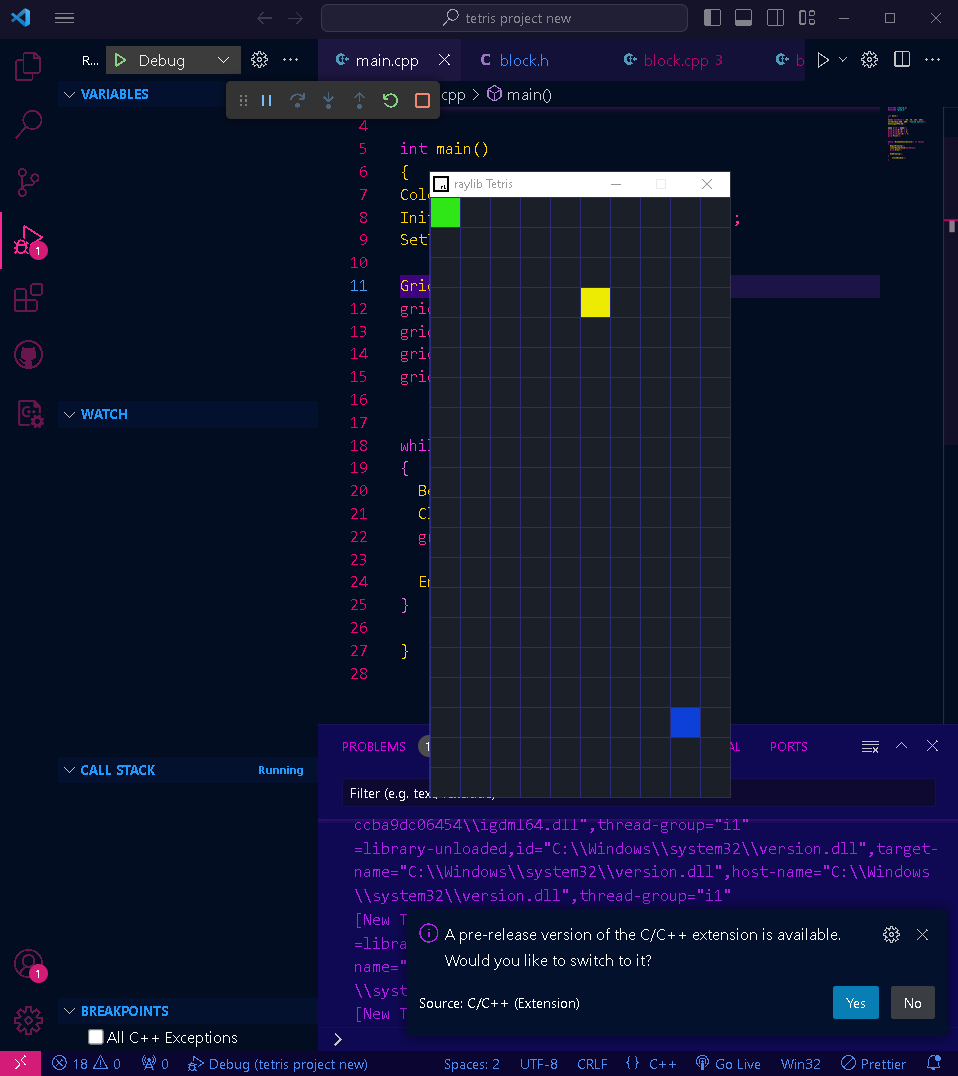 tetris project new
R... Debug
main.cpp
block.h
block.cpp 3
b
VARIABLES
cpp > main()
4
5 int main()
6 {
7 Col
8 Init ;
9 Set
10
11 Grid
12 grid
13 grid
14 grid
15 grid
16
17
18 whil
19 {
20 Be
21 Cl
22 gr
23
24 En
25 }
26
27 }
28
raylib Tetris
WATCH
CALL STACK Running
BREAKPOINTS
All C++ Exceptions
PROBLEMS 1 AL PORTS
Filter (e.g. text,
ccba9dc06454\\igdml64.dll",thread-group="i1"
=library-unloaded,id="C:\\Windows\\system32\\version.dll",target-
name="C:\\Windows\\system32\\version.dll",host-name="C:\\Windows
\\system32\\version.dll",thread-group="i1"
[New T
=libra
name="
\\syst
[New T
A pre-release version of the C/C++ extension is available.
Would you like to switch to it?
Source: C/C++ (Extension)
Yes
No
1
1
18 0 0 Debug (tetris project new) Spaces: 2 UTF-8 CRLF {} C++ Go Live Win32 Prettier